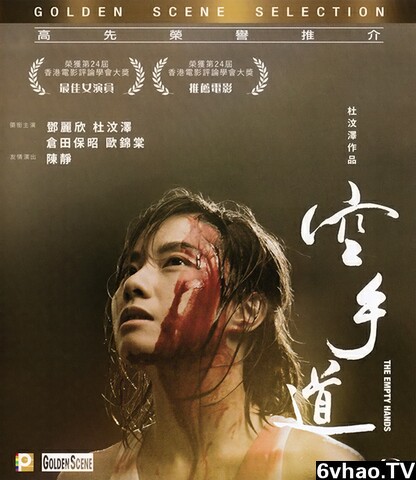 GOLDEN SCENE SELECTION
高先榮譽推介
榮獲第24届
香港電影評論學會大獎
最佳女演員
榮獲第24届
香港電影評論學會大獎
推薦電影
領銜主演
鄧麗欣 杜汶澤
倉田保昭 歐錦棠
友情演出
陳靜
杜汶澤作品
空手道
THE EMPTY HANDS
GOLDEN SCENE
6vhao.TV